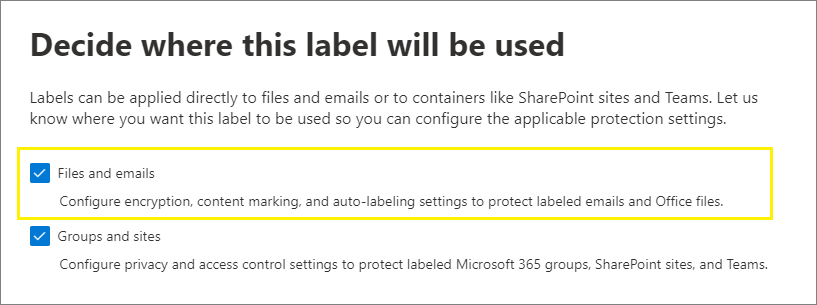 Decide where this label will be used
Labels can be applied directly to files and emails or to containers like SharePoint sites and Teams. Let us
know where you want this label to be used so you can configure the applicable protection settings.
Files and emails
Configure encryption, content marking, and auto-labeling settings to protect labeled emails and Office files.
Groups and sites
Configure privacy and access control settings to protect labeled Microsoft 365 groups, SharePoint sites, and Teams.